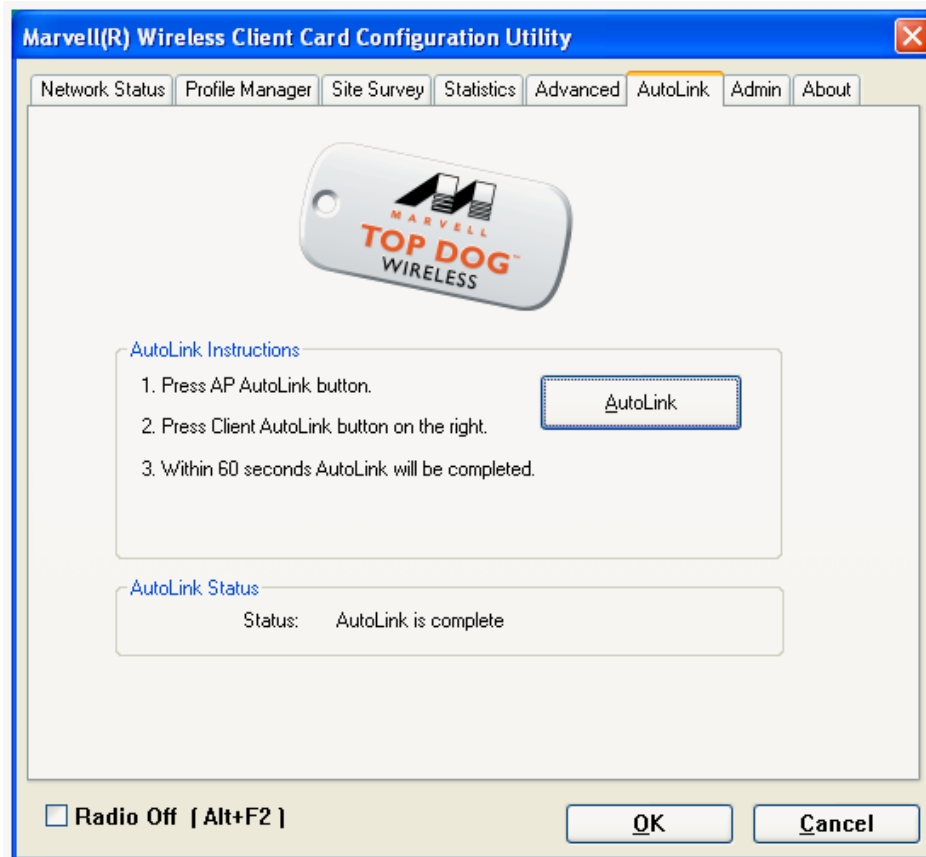 Marvell(R) Wireless Client Card Configuration Utility
Network Status Profile Manager Site Survey Statistics Advanced AutoLink Admin About
MARVELL
TOP DOG™
WIRELESS
AutoLink Instructions
1. Press AP AutoLink button.
AutoLink
2. Press Client AutoLink button on the right.
3. Within 60 seconds AutoLink will be completed.
AutoLink Status
Status: AutoLink is complete
Radio Off [ Alt+F2 ]
OK Cancel